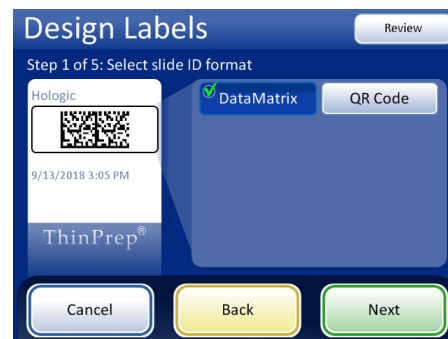 Design Labels
Review
Step 1 of 5: Select slide ID format
Hologic
DataMatrix
QR Code
9/13/2018 3:05 PM
ThinPrep®
Cancel
Back
Next